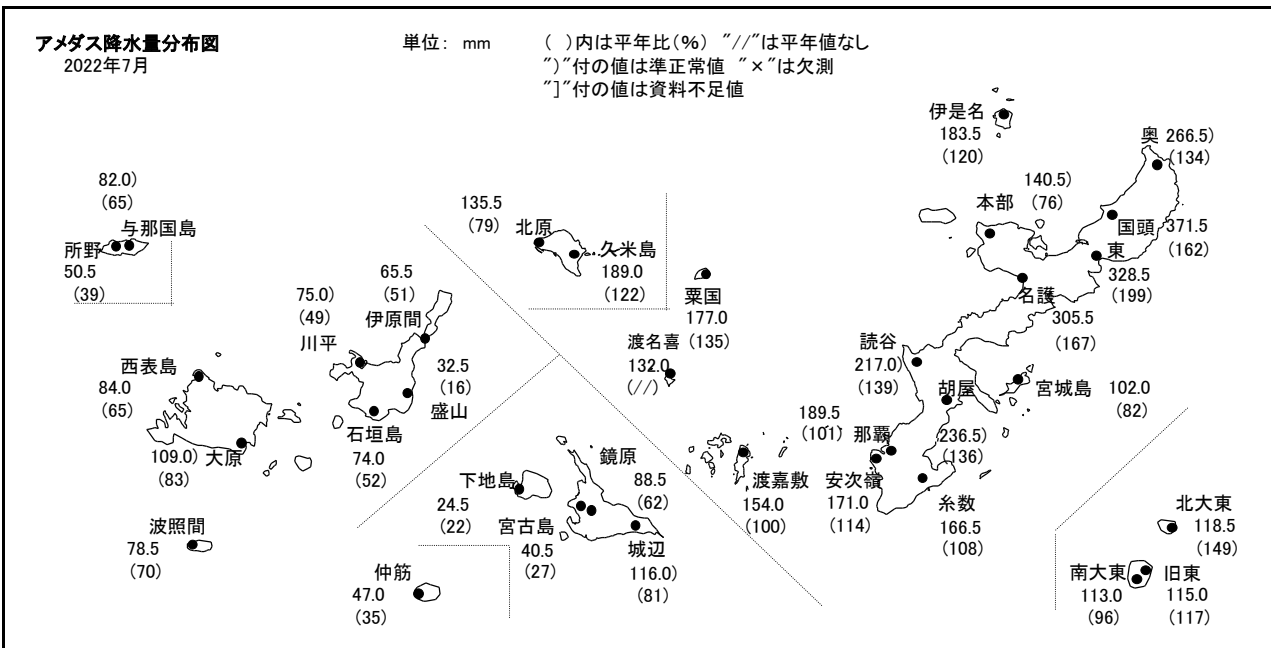 アメダス降水量分布図
2022年7月
単位： mm
（ ）内は平年比(%) "//"は平年値なし
")"付の値は準正常値 "×"は欠測
"]"付の値は資料不足値
伊是名
183.5
(120)
奥 266.5)
(134)
140.5)
(76)
本部
国頭 371.5
(162)
東
328.5
(199)
名護
305.5
(167)
82.0)
(65)
与那国島
所野
50.5
(39)
135.5
(79)
北原
久米島
189.0
(122)
粟国
177.0
(135)
渡名喜
132.0
(//)
65.5
(51)
伊原間
75.0)
(49)
川平
32.5
(16)
盛山
石垣島
74.0
(52)
西表島
84.0
(65)
109.0)
(83)
大原
波照間
78.5
(70)
読谷
217.0)
(139)
胡屋
236.5)
(136)
宮城島
102.0
(82)
189.5
(101)
那覇
安次嶺
171.0
(114)
糸数
166.5
(108)
渡嘉敷
154.0
(100)
下地島
24.5
(22)
鏡原
88.5
(62)
宮古島
40.5
(27)
城辺
116.0)
(81)
仲筋
47.0
(35)
北大東
118.5
(149)
南大東
113.0
(96)
旧東
115.0
(117)